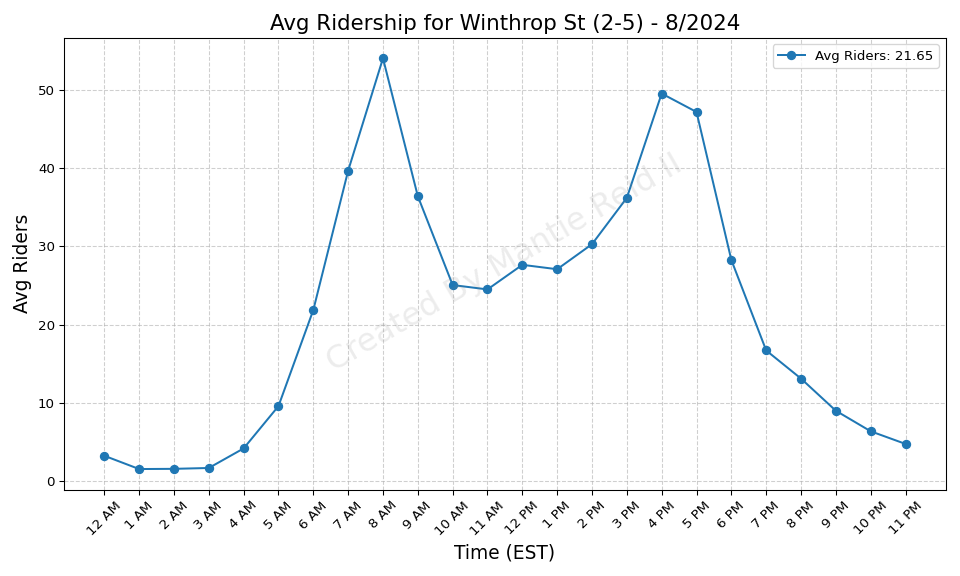 Avg Ridership for Winthrop St (2-5) - 8/2024
Avg Riders: 21.65
50
40
30
20
10
0
Avg Riders
Created By Mantie Reid II
12 AM
1 AM
2 AM
3 AM
4 AM
5 AM
6 AM
7 AM
8 AM
9 AM
10 AM
11 AM
12 PM
1 PM
2 PM
3 PM
4 PM
5 PM
6 PM
7 PM
8 PM
9 PM
10 PM
11 PM
Time (EST)